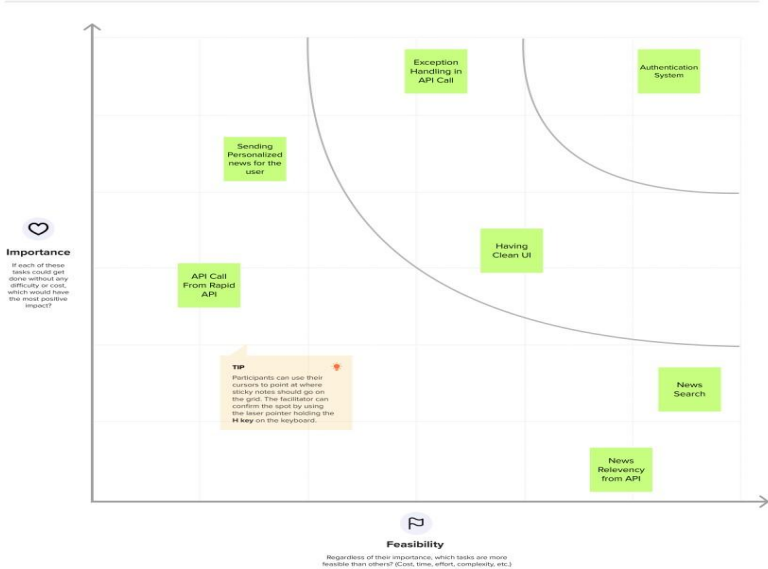 Exception
Handling in
API Call
Authentication
System
Sending
Personalized
news for the
user
Having
Clean UI
API Call
From Rapid
API
Importance
If each of these
tasks could get
done without any
difficulty or cost,
which would have
the most positive
impact?
TIP
Participants can use their
cursors to point at where
sticky notes should go on
the grid. The facilitator can
confirm the spot by using
the laser pointer holding the
H key on the keyboard.
News
Search
News
Relevency
from API
Feasibility
Regardless of their importance, which tasks are more
feasible than others? (Cost, time, effort, complexity, etc.)